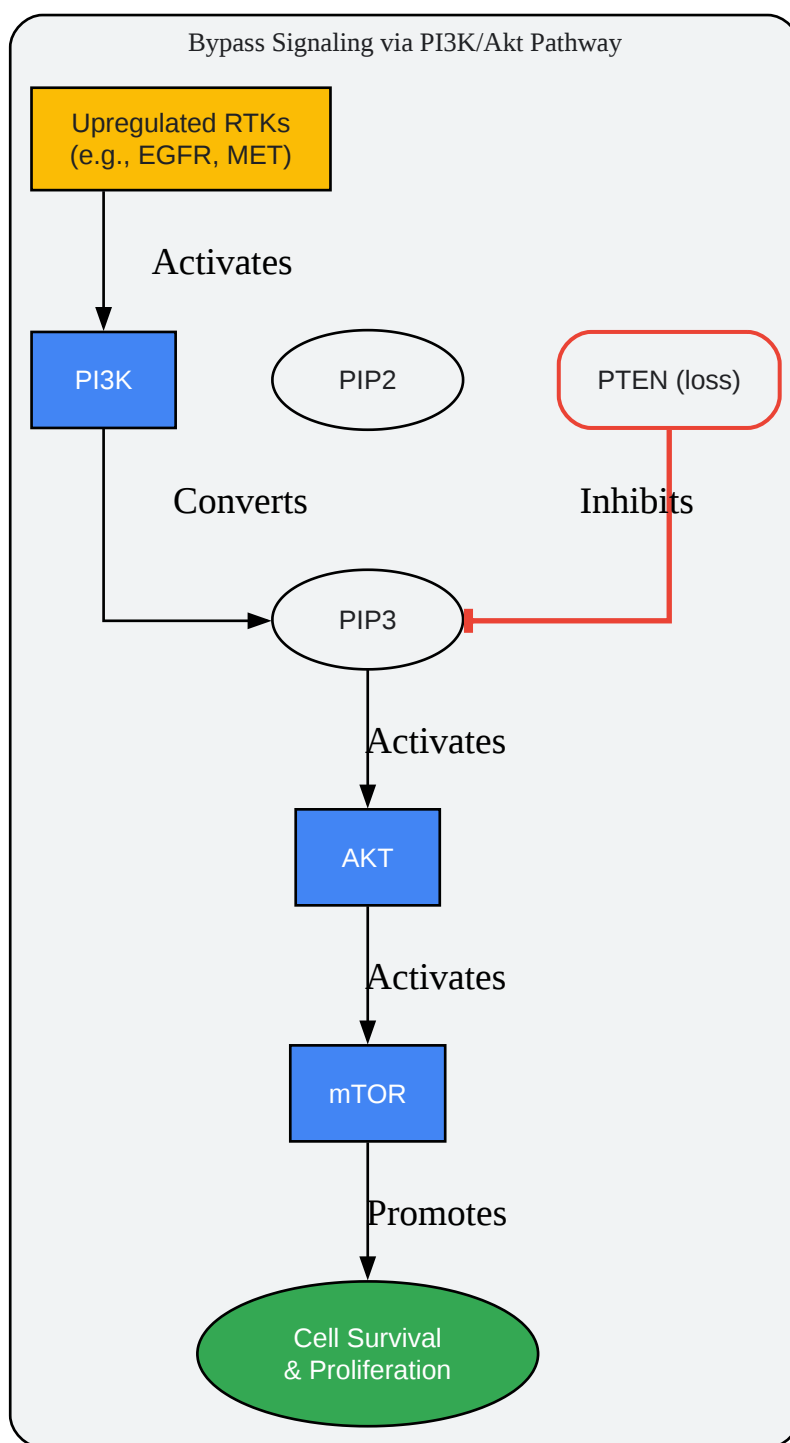 Bypass Signaling via PI3K/Akt Pathway
Upregulated RTKs
(e.g., EGFR, MET)
Activates
PI3K
PIP2
PTEN (loss)
Converts
Inhibits
PIP3
Activates
AKT
Activates
mTOR
Promotes
Cell Survival
& Proliferation